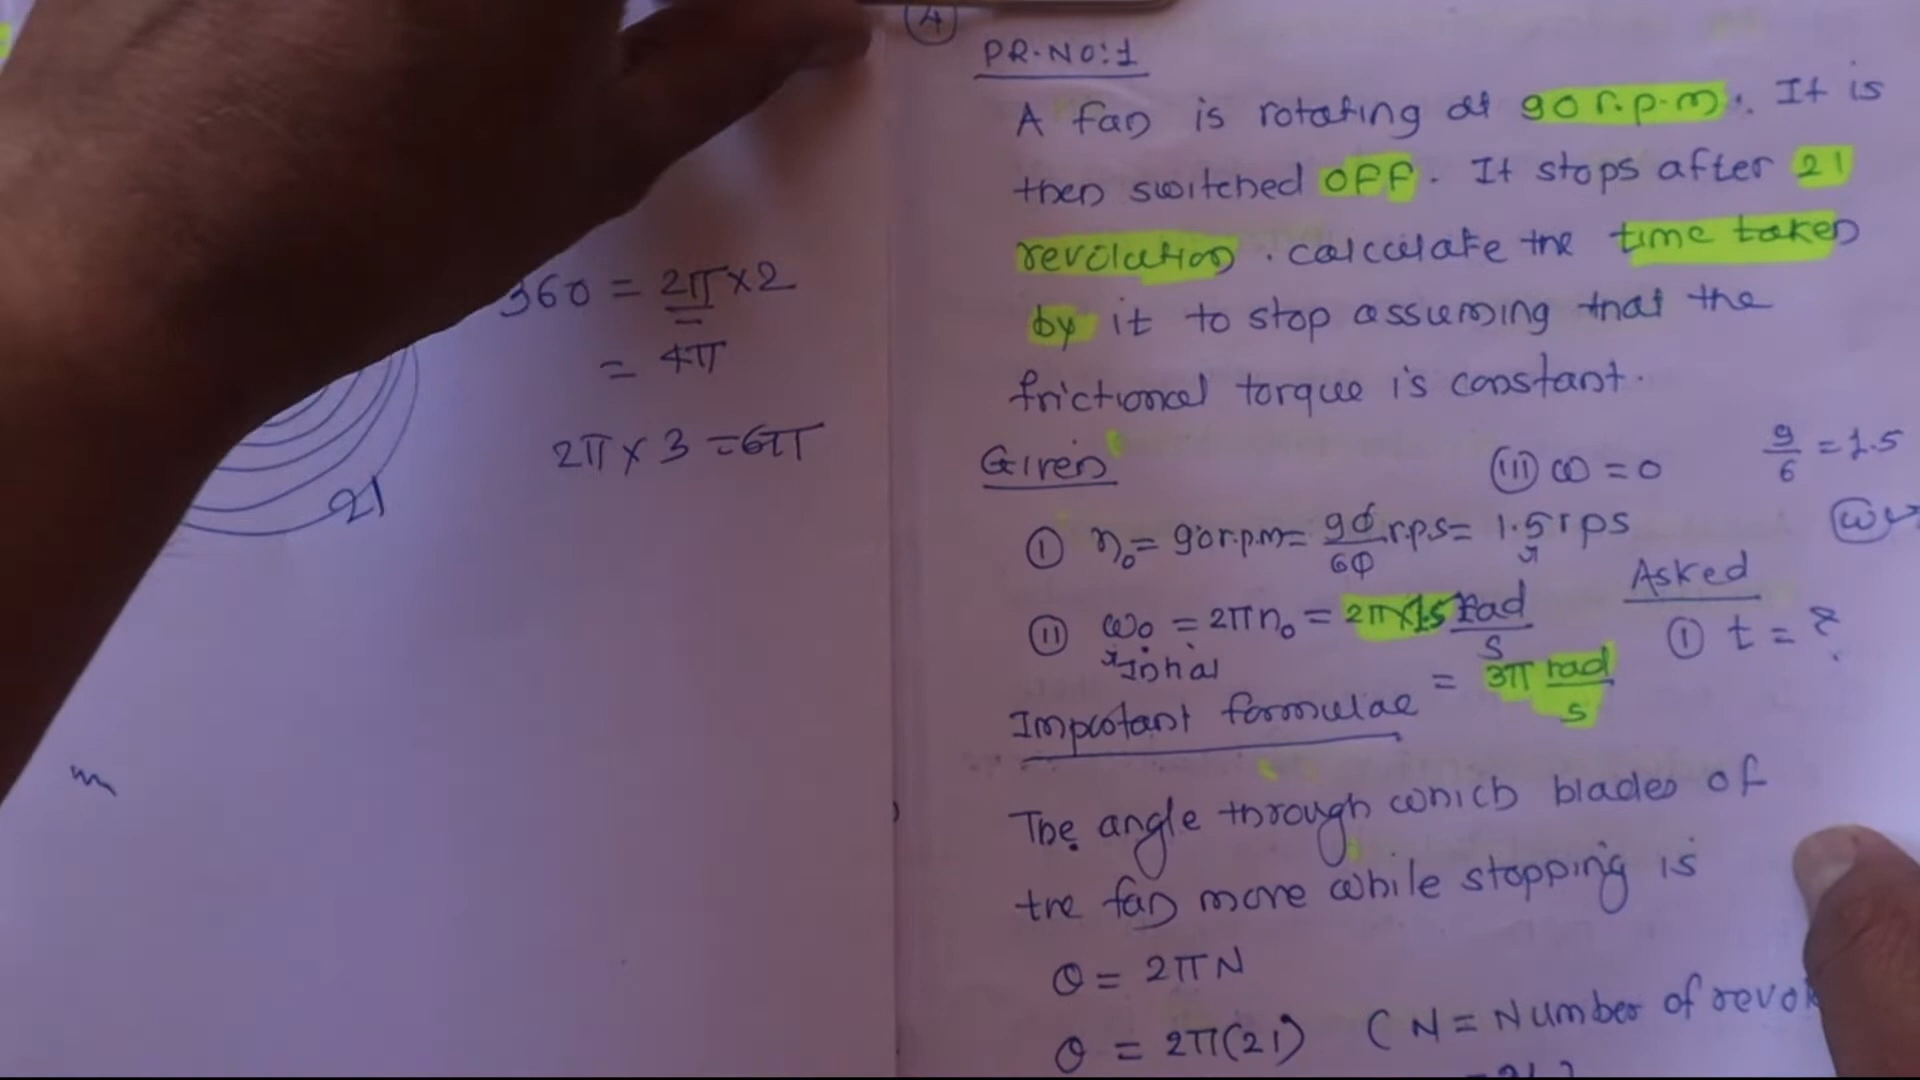 360 = 2π×2
= 4π
2π × 3 = 6π
21
4
PR.NO:1
A fan is rotating at 90 r.p.m. It is
then switched OFF. It stops after 21
revolution. calculate the time taken
by it to stop assuming that the
frictional torque is constant.
Given
(III) ω = 0
9/6 = 1.5
(I) n₀ = 90 r.p.m = 90/60 r.p.s = 1.5 rps
Asked
(II) ω₀ = 2πn₀ = 2π×1.5 rad/s
(I) t = ?
Initial
= 3π rad/s
Important formulae
The angle through which blades of
the fan move while stopping is
θ = 2πN
θ = 2π(21) (N = Number of